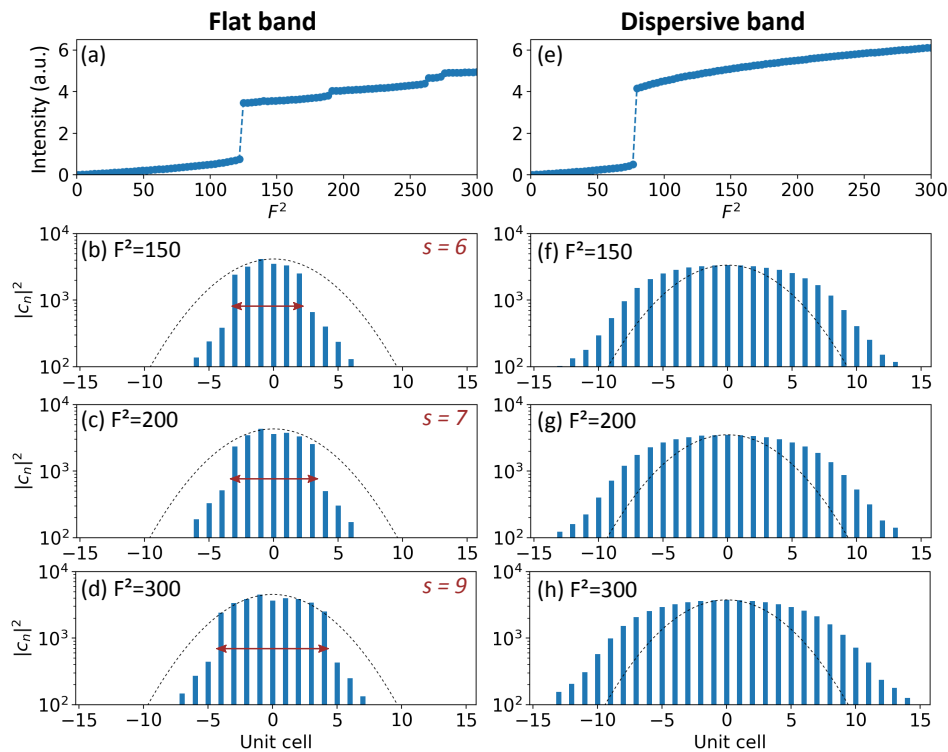 Flat band
Dispersive band
(a)
Intensity (a.u.)
6
4
2
0
0 50 100 150 200 250 300
F²
(e)
6
4
2
0
0 50 100 150 200 250 300
F²
(b) F²=150
s = 6
|cₙ|²
10⁴
10³
10²
−15 −10 −5 0 5 10 15
(f) F²=150
10⁴
10³
10²
−15 −10 −5 0 5 10 15
(c) F²=200
s = 7
|cₙ|²
10⁴
10³
10²
−15 −10 −5 0 5 10 15
(g) F²=200
10⁴
10³
10²
−15 −10 −5 0 5 10 15
(d) F²=300
s = 9
|cₙ|²
10⁴
10³
10²
−15 −10 −5 0 5 10 15
Unit cell
(h) F²=300
10⁴
10³
10²
−15 −10 −5 0 5 10 15
Unit cell